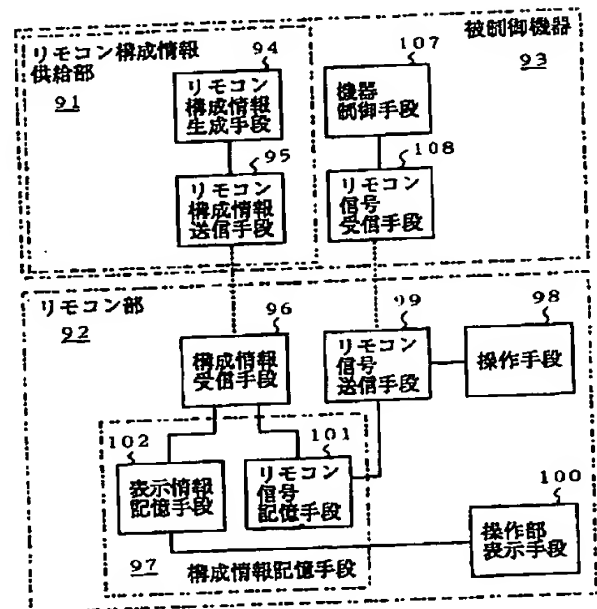 リモコン構成情報
供給部
91
94
リモコン
構成情報
生成手段
95
リモコン
構成情報
送信手段
被制御機器
93
107
機器
制御手段
108
リモコン
信号
受信手段
リモコン部
92
96
構成情報
受信手段
99
リモコン
信号
送信手段
98
操作手段
102
表示情報
記憶手段
101
リモコン
信号
記憶手段
97
構成情報記憶手段
100
操作部
表示手段